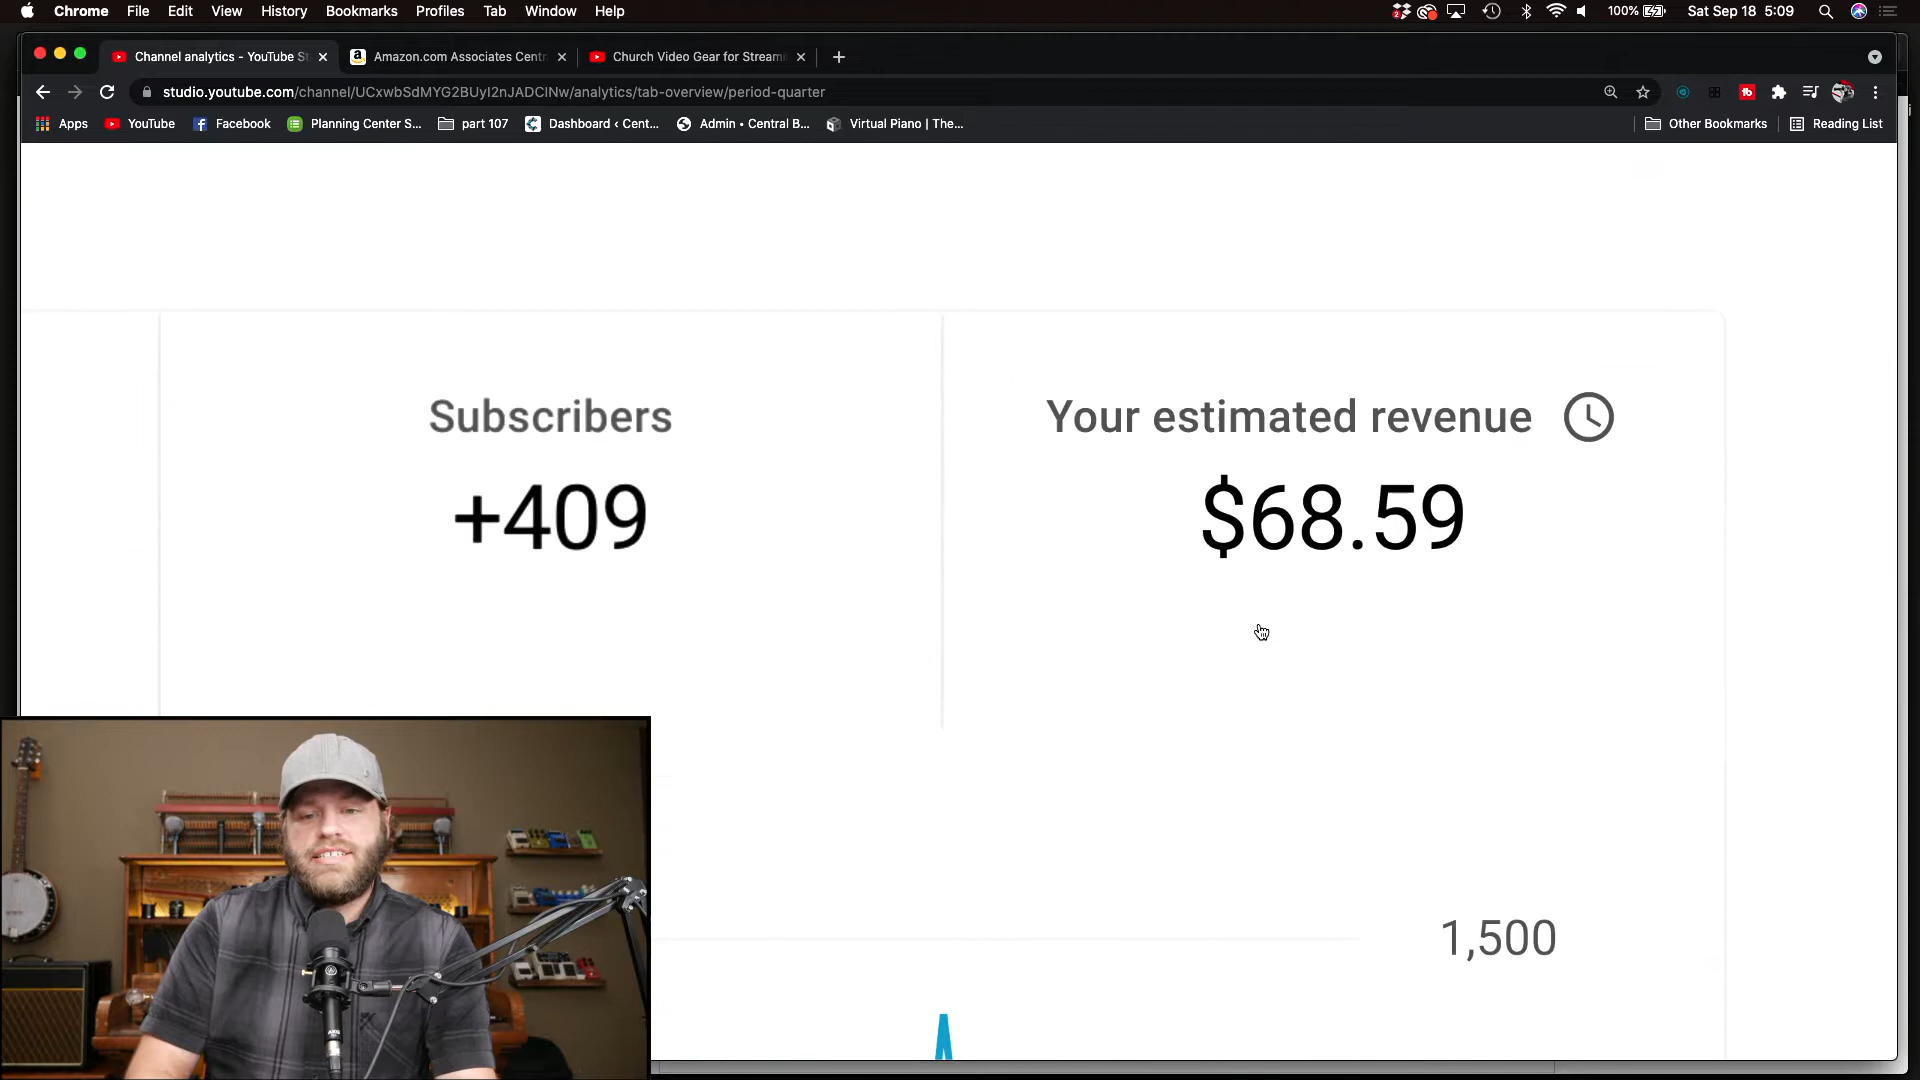 Chrome File Edit View History Bookmarks Profiles Tab Window Help 100% Sat Sep 18 5:09
Channel analytics - YouTube S Amazon.com Associates Cent Church Video Gear for Streami
studio.youtube.com/channel/UCxwbSdMYG2BUyI2nJADCINw/analytics/tab-overview/period-quarter
Apps YouTube Facebook Planning Center S... part 107 Dashboard ‹ Cent... Admin • Central B... Virtual Piano | The... Other Bookmarks Reading List
Subscribers
+409
Your estimated revenue
$68.59
1,500